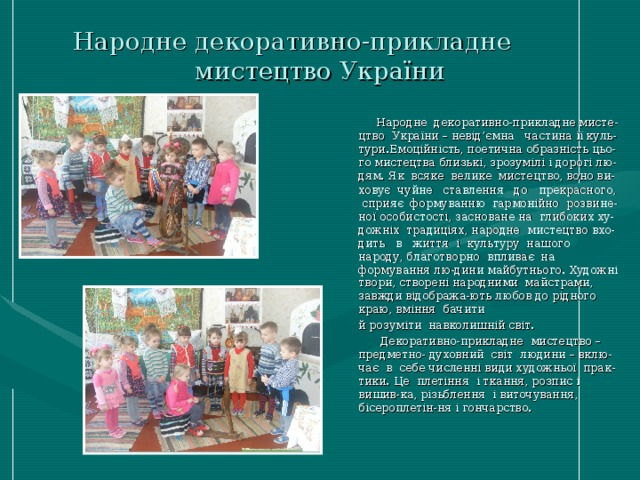 Народне декоративно-прикладне
мистецтво України
Народне декоративно-прикладне мисте-
цтво України – невід’ємна частина її куль-
тури.Емоційність, поетична образність цьо-
го мистецтва близькі, зрозумілі і дорогі лю-
дям. Як всяке велике мистецтво, воно ви-
ховує чуйне ставлення до прекрасного,
сприяє формуванню гармонійно розвине-
ної особистості, засноване на глибоких ху-
дожніх традиціях, народне мистецтво вхо-
дить в життя і культуру нашого
народу, благотворно впливає на
формування лю-дини майбутнього. Художні
твори, створені народними майстрами,
завжди відобража-ють любов до рідного
краю, вміння бачити
й розуміти навколишній світ.
Декоративно-прикладне мистецтво –
предметно- духовний світ людини – вклю-
чає в себе численні види художньої прак-
тики. Це плетіння і ткання, розпис і
вишив-ка, різьблення і виточування,
бісероплетін-ня і гончарство.